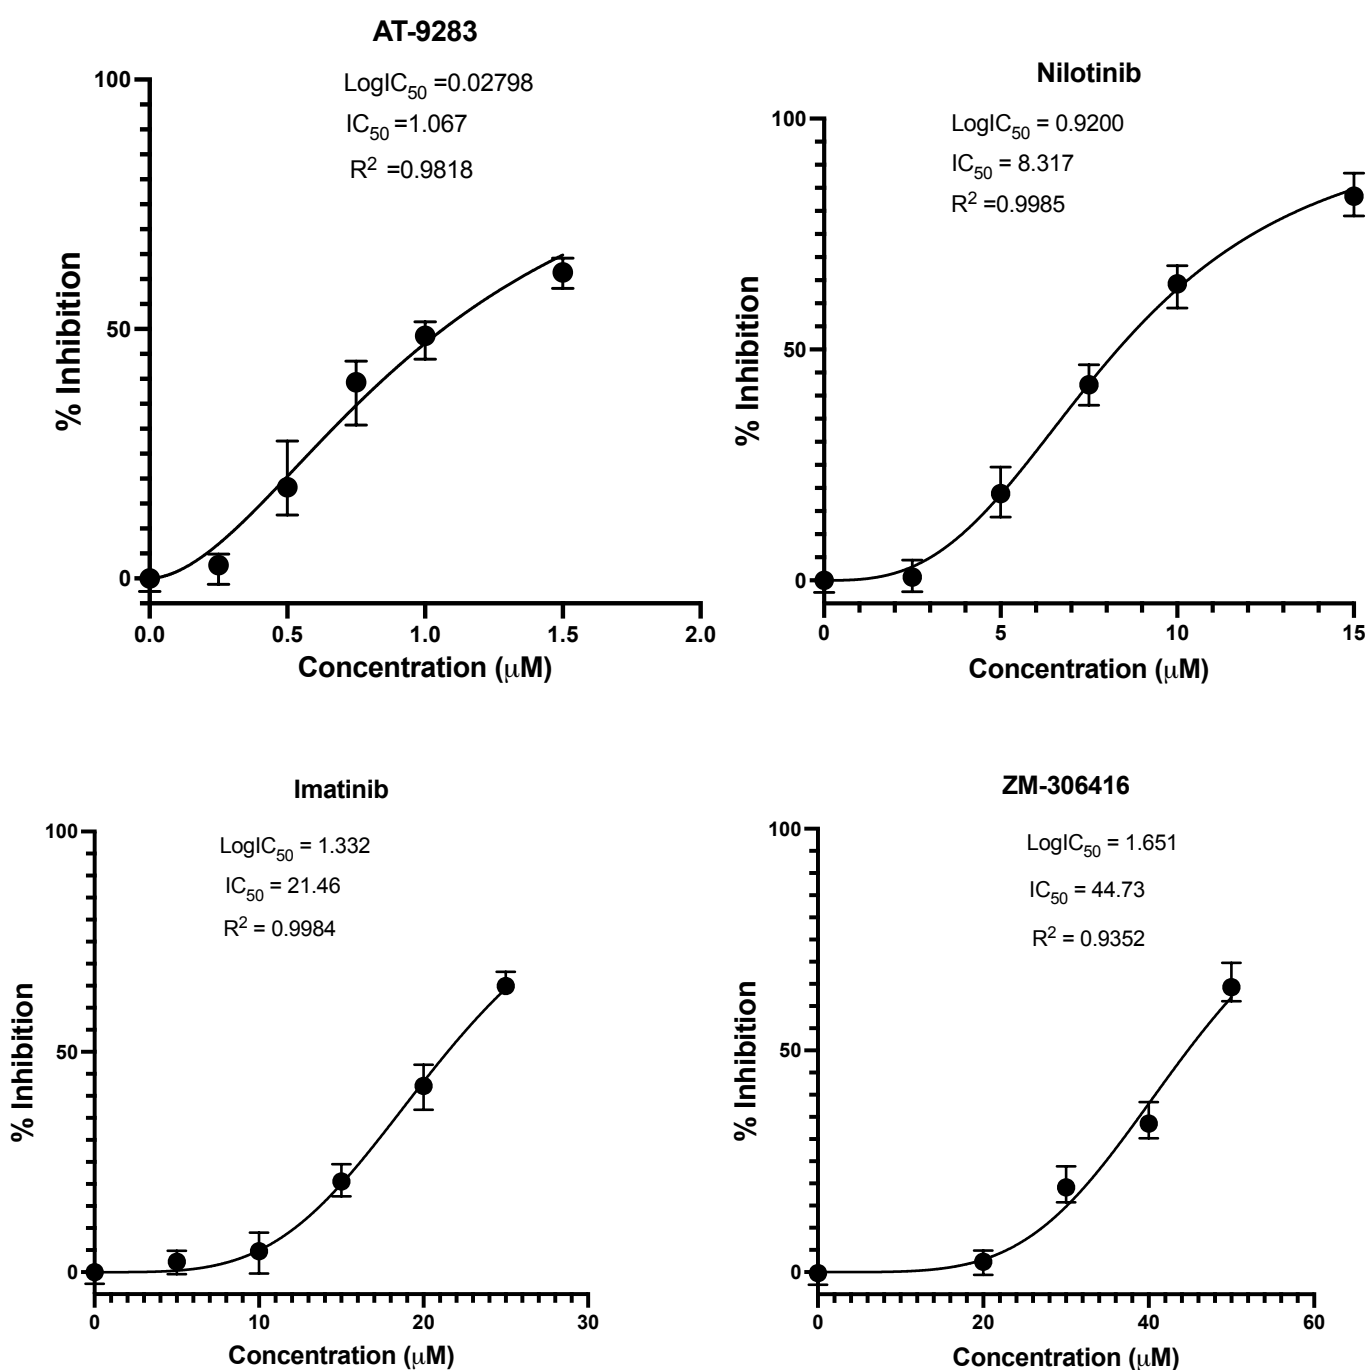 AT-9283
LogIC50 =0.02798
IC50 =1.067
R2 =0.9818
100
50
0
% Inhibition
0.0 0.5 1.0 1.5 2.0
Concentration (μM)
Nilotinib
LogIC50 = 0.9200
IC50 = 8.317
R2 =0.9985
100
50
0
% Inhibition
0 5 10 15
Concentration (μM)
Imatinib
LogIC50 = 1.332
IC50 = 21.46
R2 = 0.9984
100
50
0
% Inhibition
0 10 20 30
Concentration (μM)
ZM-306416
LogIC50 = 1.651
IC50 = 44.73
R2 = 0.9352
100
50
0
% Inhibition
0 20 40 60
Concentration (μM)